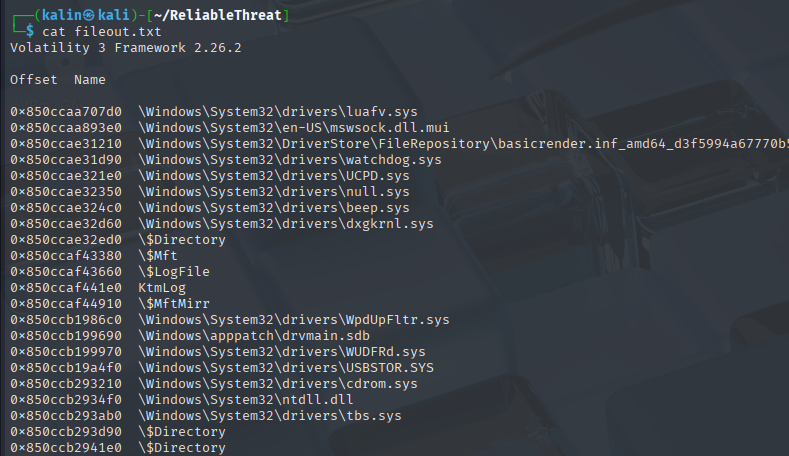 ┌──(kalin㉿kali)-[~/ReliableThreat]
└─$ cat fileout.txt
Volatility 3 Framework 2.26.2
Offset  Name
0×850ccaa707d0  \Windows\System32\drivers\luafv.sys
0×850ccaa893e0  \Windows\System32\en-US\mswsock.dll.mui
0×850ccae31210  \Windows\System32\DriverStore\FileRepository\basicrender.inf_amd64_d3f5994a67770b5
0×850ccae31d90  \Windows\System32\drivers\watchdog.sys
0×850ccae321e0  \Windows\System32\drivers\UCPD.sys
0×850ccae32350  \Windows\System32\drivers\null.sys
0×850ccae324c0  \Windows\System32\drivers\beep.sys
0×850ccae32d60  \Windows\System32\drivers\dxgkrnl.sys
0×850ccae32ed0  \$Directory
0×850ccaf43380  \$Mft
0×850ccaf43660  \$LogFile
0×850ccaf441e0  KtmLog
0×850ccaf44910  \$MftMirr
0×850ccb1986c0  \Windows\System32\drivers\WpdUpFltr.sys
0×850ccb199690  \Windows\apppatch\drvmain.sdb
0×850ccb199970  \Windows\System32\drivers\WUDFRd.sys
0×850ccb19a4f0  \Windows\System32\drivers\USBSTOR.SYS
0×850ccb293210  \Windows\System32\drivers\cdrom.sys
0×850ccb2934f0  \Windows\System32\ntdll.dll
0×850ccb293ab0  \Windows\System32\drivers\tbs.sys
0×850ccb293d90  \$Directory
0×850ccb2941e0  \$Directory